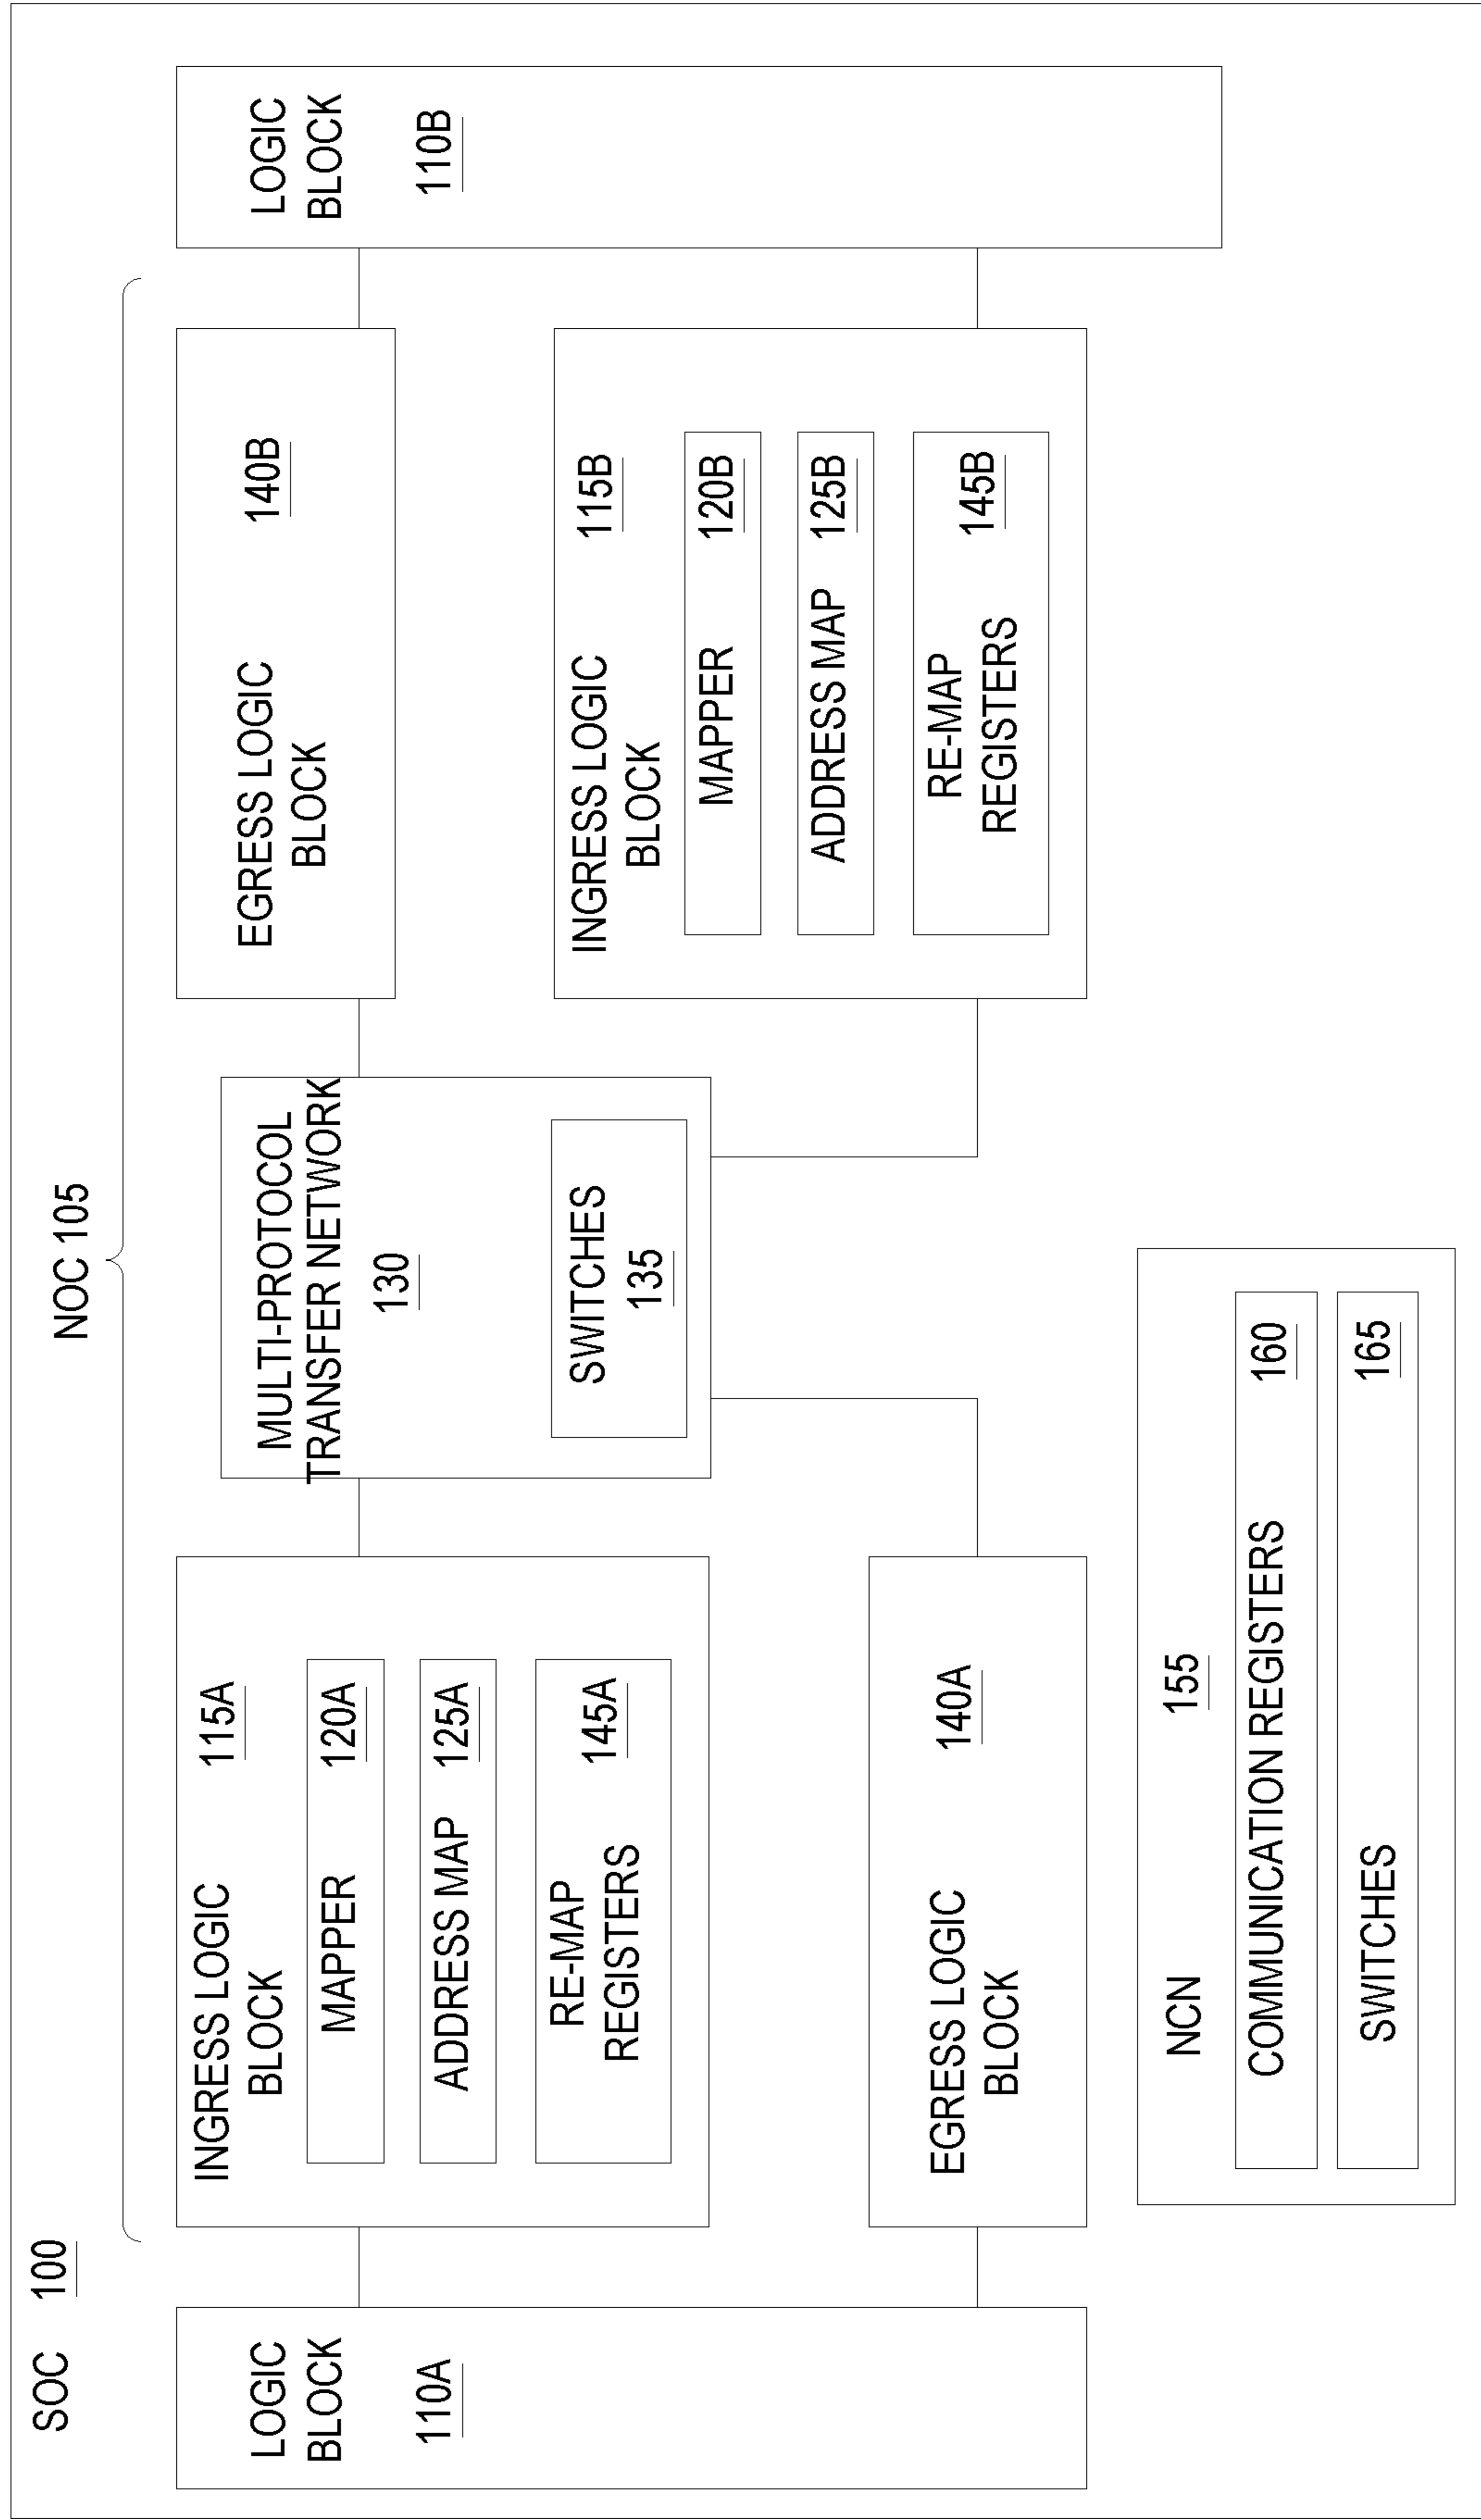 SOC 100
NOC 105
LOGIC
BLOCK
110A
INGRESS LOGIC
BLOCK
115A
MAPPER 120A
ADDRESS MAP 125A
RE-MAP
REGISTERS
145A
EGRESS LOGIC
BLOCK
140A
MULTI-PROTOCOL
TRANSFER NETWORK
130
SWITCHES
135
EGRESS LOGIC
BLOCK
140B
INGRESS LOGIC
BLOCK
115B
MAPPER 120B
ADDRESS MAP 125B
RE-MAP
REGISTERS
145B
LOGIC
BLOCK
110B
NCN 155
COMMUNICATION REGISTERS 160
SWITCHES 165